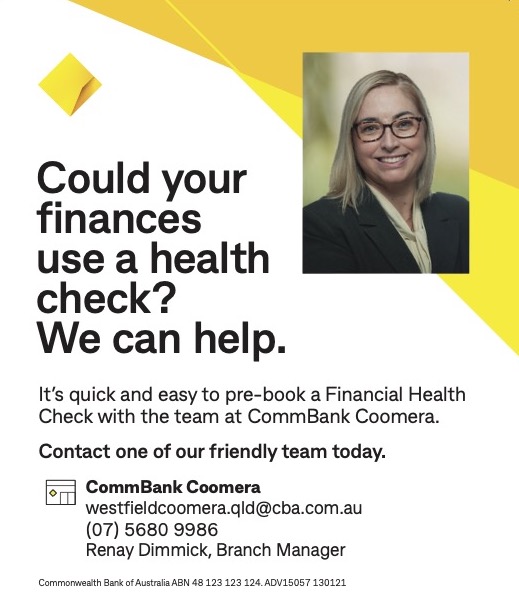 Could your
finances
use a health
check?
We can help.
It's quick and easy to pre-book a Financial Health
Check with the team at CommBank Coomera.
Contact one of our friendly team today.
CommBank Coomera
westfieldcoomera.qld@cba.com.au
(07) 5680 9986
Renay Dimmick, Branch Manager
Commonwealth Bank of Australia ABN 48 123 123 124. ADV15057 130121